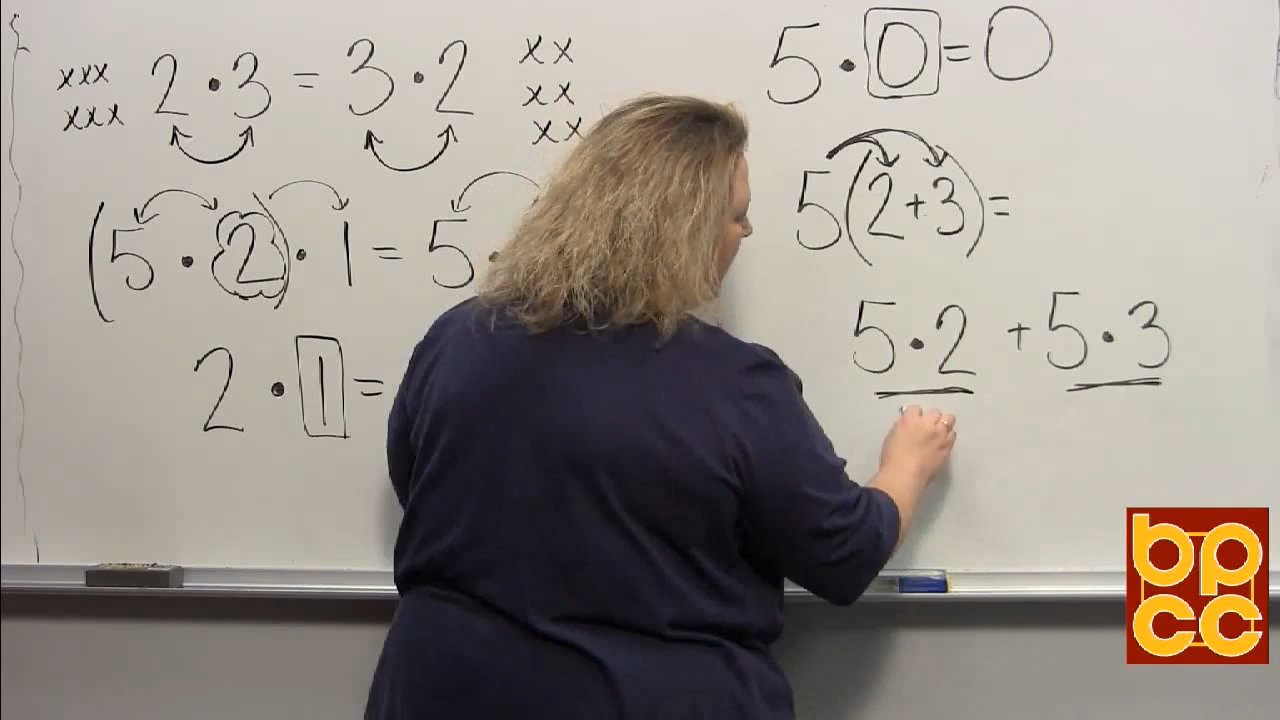 xxx 2 · 3 = 3 · 2 xx
xxx xx
xx
(5 · 2) · 1 = 5 ·
2 · 1 =
5 · 0 = 0
5(2+3) =
5·2 + 5·3
bp
cc